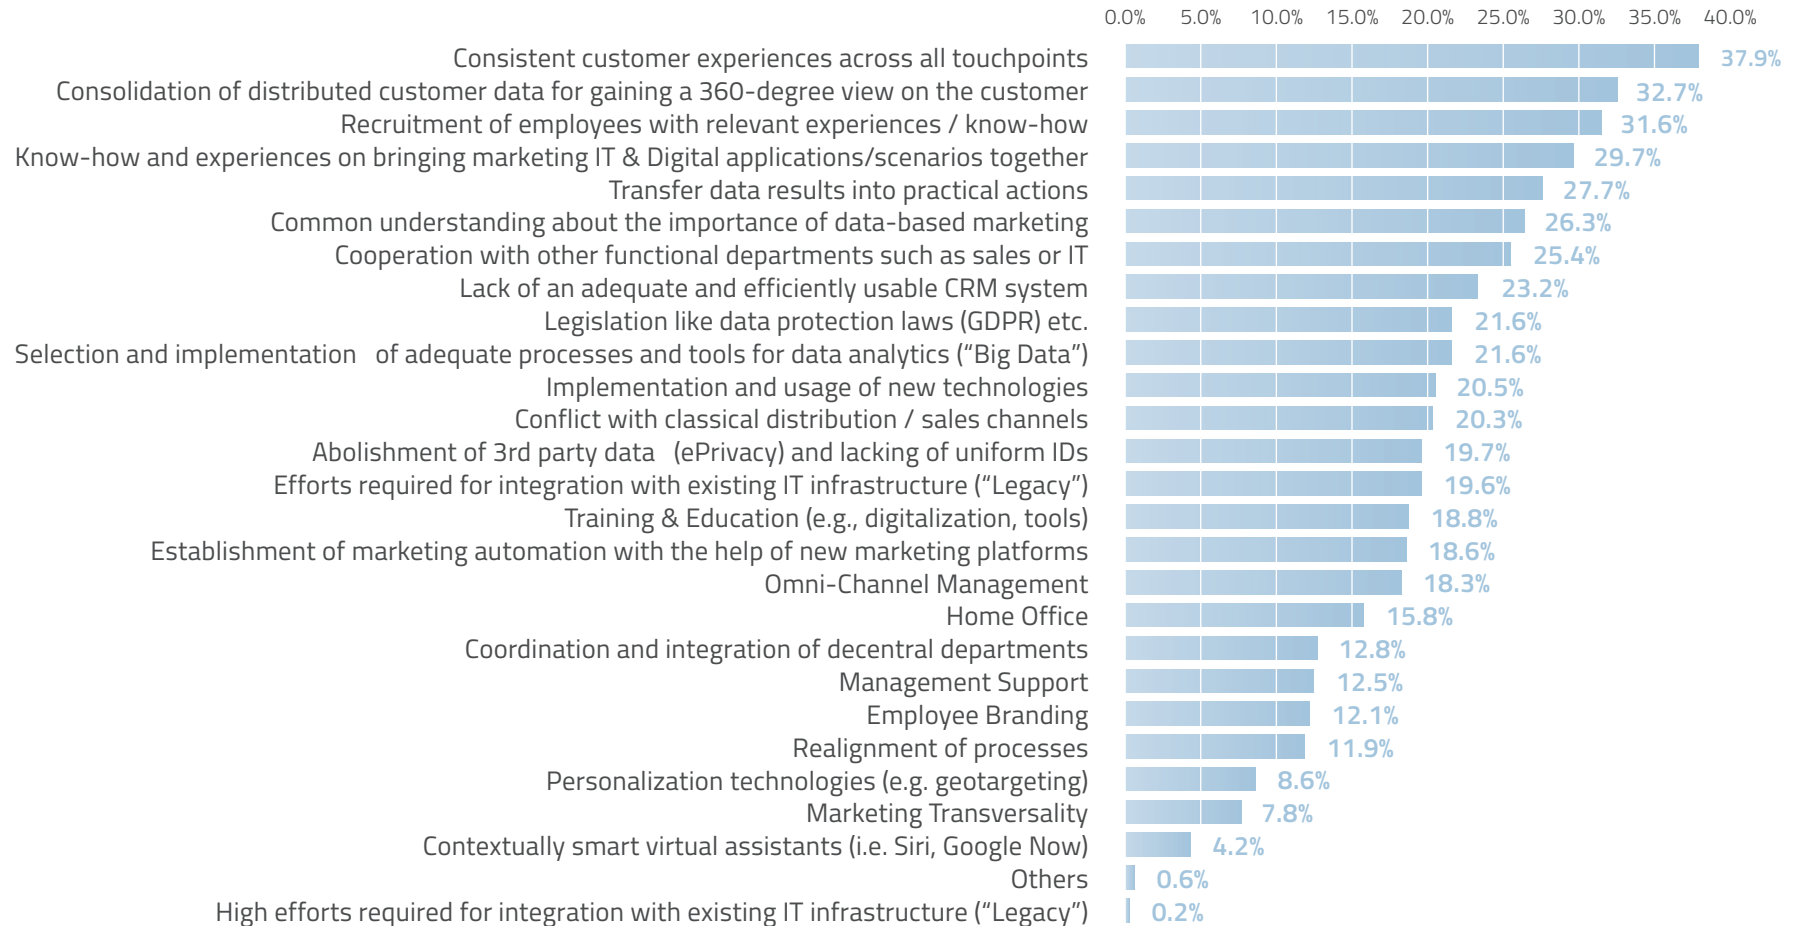 0.0% 5.0% 10.0% 15.0% 20.0% 25.0% 30.0% 35.0% 40.0%
Consistent customer experiences across all touchpoints 37.9%
Consolidation of distributed customer data for gaining a 360-degree view on the customer 32.7%
Recruitment of employees with relevant experiences / know-how 31.6%
Know-how and experiences on bringing marketing IT & Digital applications/scenarios together 29.7%
Transfer data results into practical actions 27.7%
Common understanding about the importance of data-based marketing 26.3%
Cooperation with other functional departments such as sales or IT 25.4%
Lack of an adequate and efficiently usable CRM system 23.2%
Legislation like data protection laws (GDPR) etc. 21.6%
Selection and implementation of adequate processes and tools for data analytics (“Big Data”) 21.6%
Implementation and usage of new technologies 20.5%
Conflict with classical distribution / sales channels 20.3%
Abolishment of 3rd party data (ePrivacy) and lacking of uniform IDs 19.7%
Efforts required for integration with existing IT infrastructure (“Legacy”) 19.6%
Training & Education (e.g., digitalization, tools) 18.8%
Establishment of marketing automation with the help of new marketing platforms 18.6%
Omni-Channel Management 18.3%
Home Office 15.8%
Coordination and integration of decentral departments 12.8%
Management Support 12.5%
Employee Branding 12.1%
Realignment of processes 11.9%
Personalization technologies (e.g. geotargeting) 8.6%
Marketing Transversality 7.8%
Contextually smart virtual assistants (i.e. Siri, Google Now) 4.2%
Others 0.6%
High efforts required for integration with existing IT infrastructure (“Legacy”) 0.2%